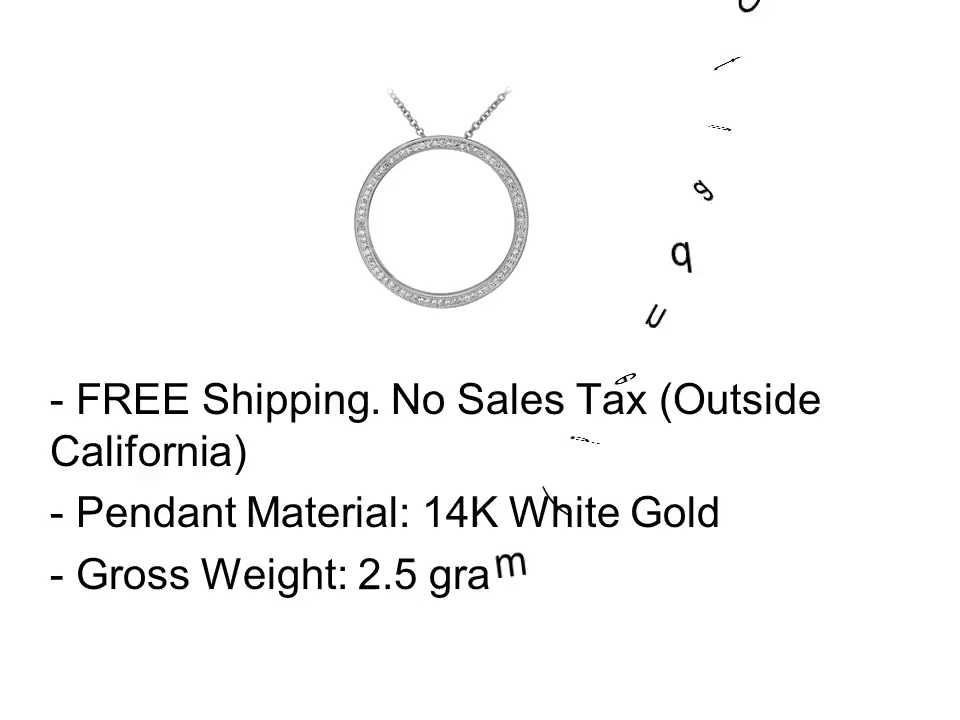 - FREE Shipping. No Sales Tax (Outside
California)
- Pendant Material: 14K White Gold
- Gross Weight: 2.5 gram